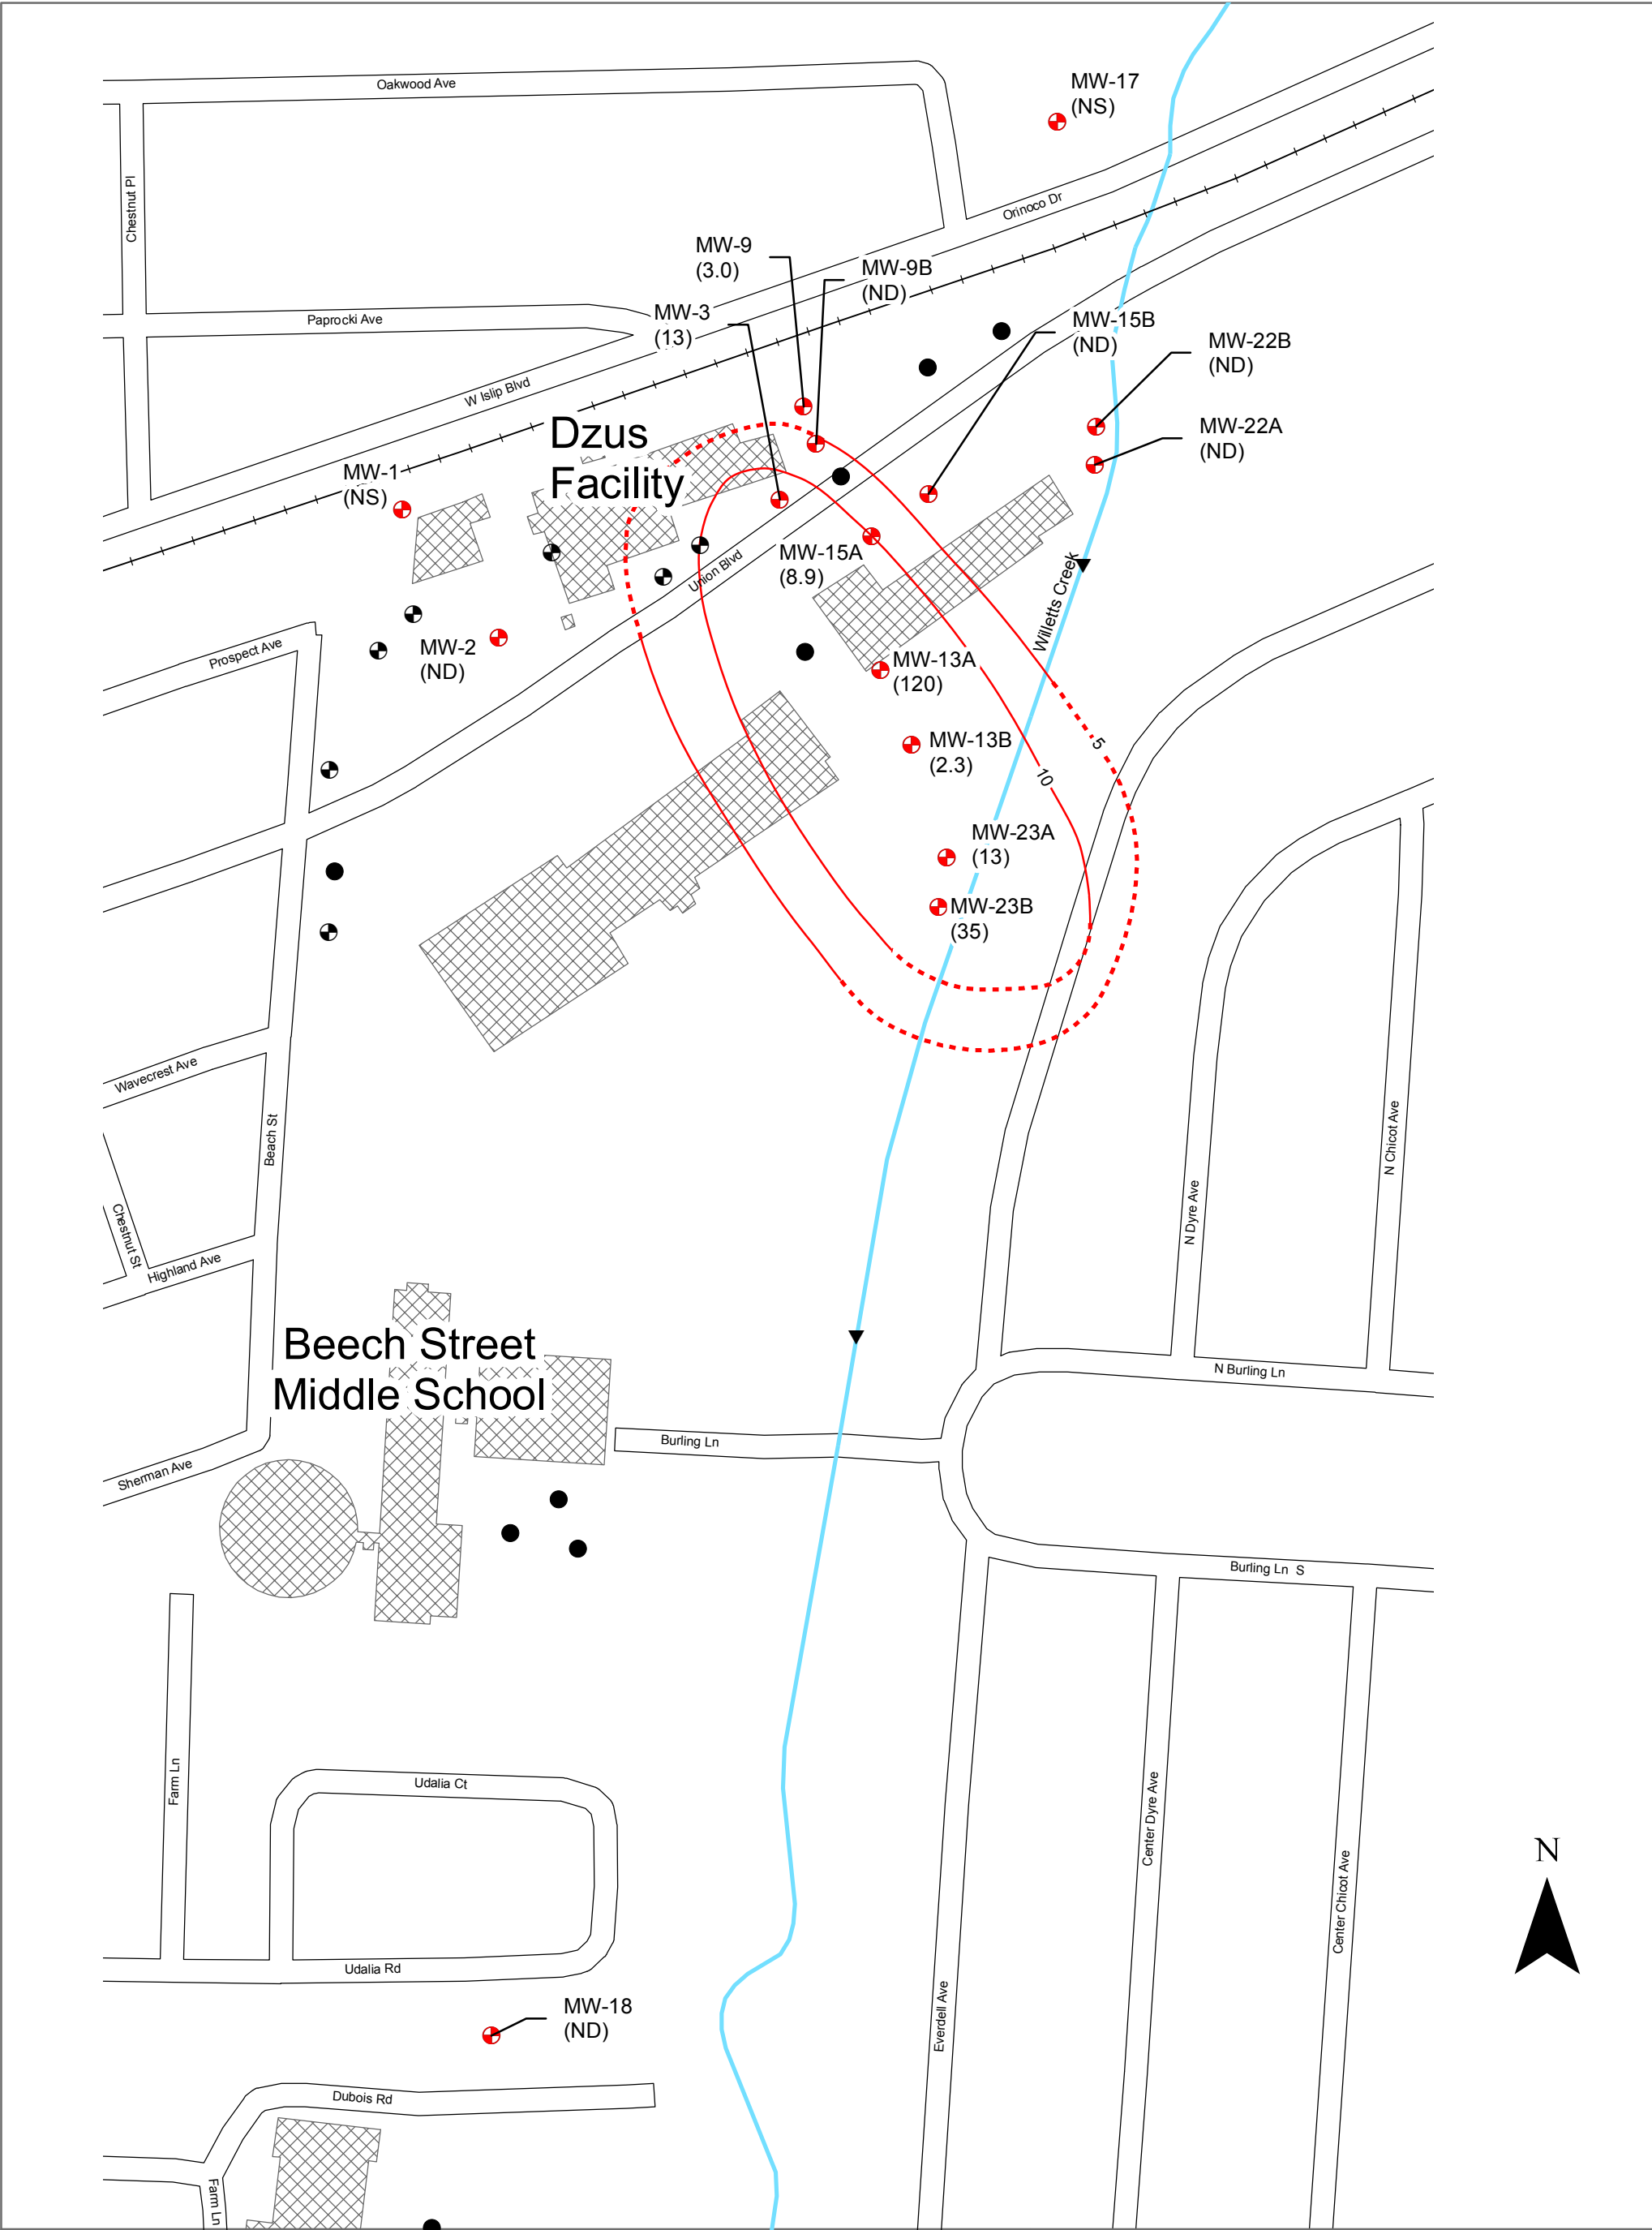 MW-17
(NS)
Oakwood Ave
Chestnut Pl
Orinoco Dr
MW-9
(3.0)
MW-9B
(ND)
MW-3
(13)
Paprocki Ave
MW-15B
(ND)
MW-22B
(ND)
W Islip Blvd
MW-22A
(ND)
Dzus
Facility
MW-1
(NS)
MW-15A
(8.9)
Union Blvd
Willetts Creek
Prospect Ave
MW-2
(ND)
MW-13A
(120)
MW-13B
(2.3)
5
10
MW-23A
(13)
MW-23B
(35)
Wavecrest Ave
Beach St
N Chicot Ave
N Dyre Ave
Chestnut St
Highland Ave
Beech Street
Middle School
N Burling Ln
Burling Ln
Sherman Ave
Burling Ln S
Farm Ln
Udalia Ct
Center Dyre Ave
Center Chicot Ave
N
Udalia Rd
Everdell Ave
MW-18
(ND)
Dubois Rd
Farm Ln